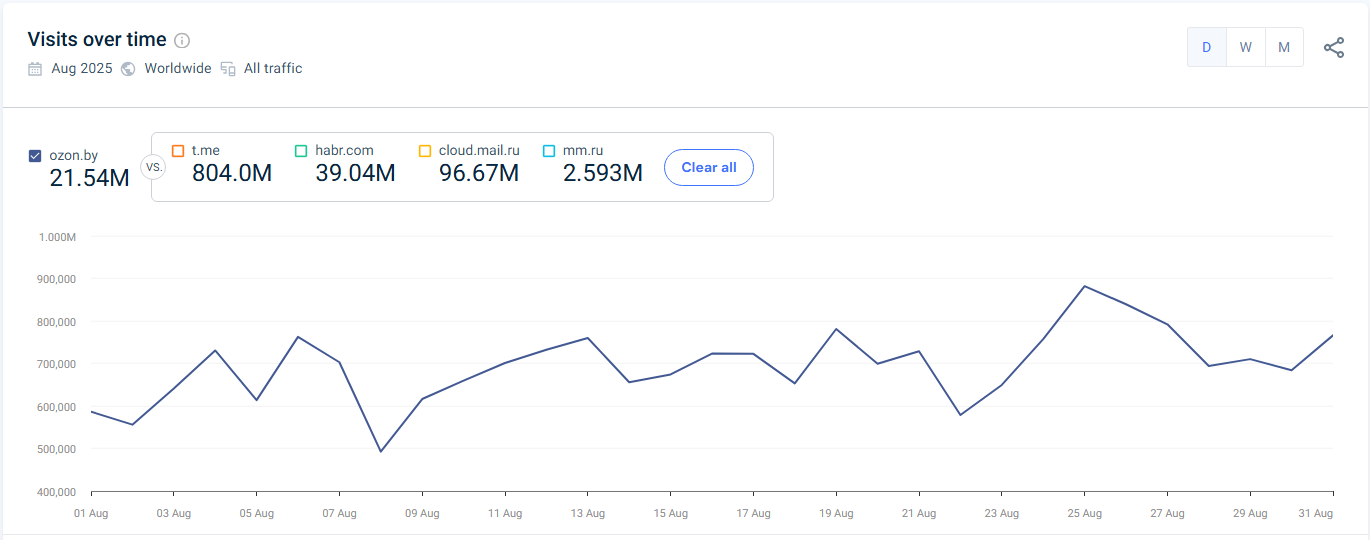 Visits over time
D W M
Aug 2025 Worldwide All traffic
ozon.by
21.54M
VS.
t.me
804.0M
habr.com
39.04M
cloud.mail.ru
96.67M
mm.ru
2.593M
Clear all
1.000M
900,000
800,000
700,000
600,000
500,000
400,000
01 Aug 03 Aug 05 Aug 07 Aug 09 Aug 11 Aug 13 Aug 15 Aug 17 Aug 19 Aug 21 Aug 23 Aug 25 Aug 27 Aug 29 Aug 31 Aug